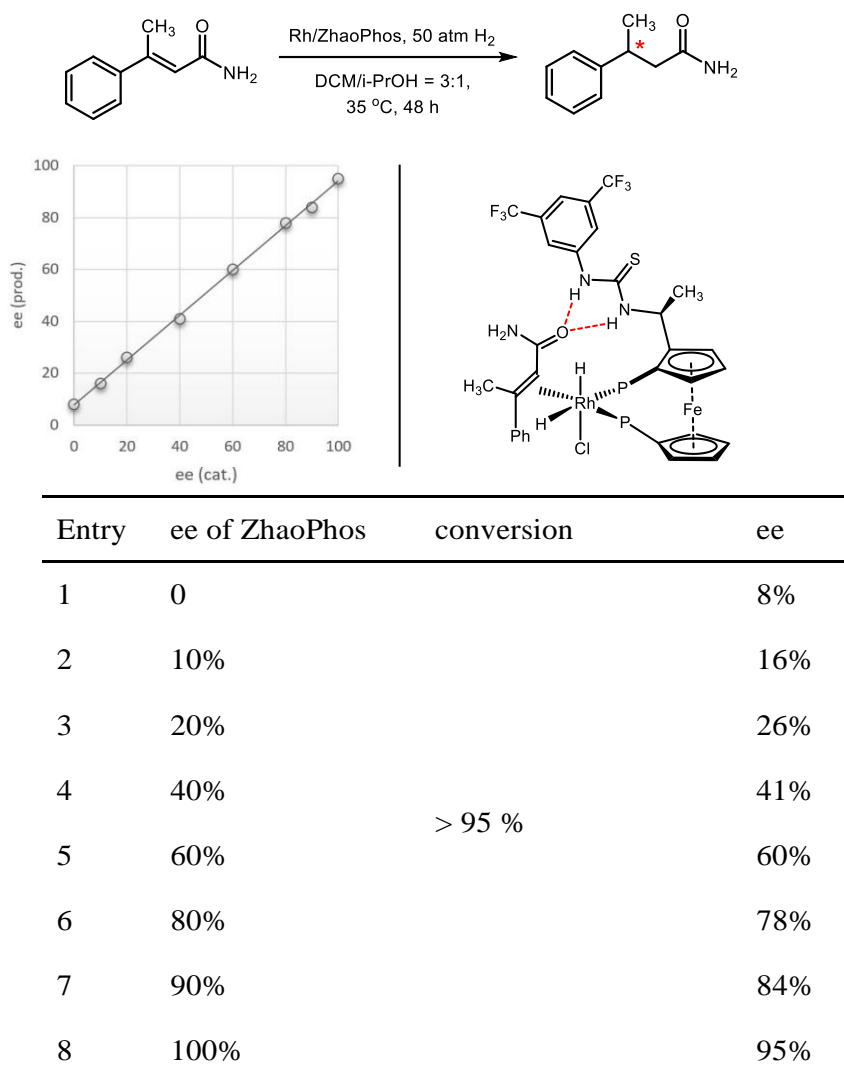 CH3
O
NH2
Rh/ZhaoPhos, 50 atm H2
DCM/i-PrOH = 3:1,
35 °C, 48 h
CH3
*
O
NH2
100
80
60
40
20
0
0 20 40 60 80 100
ee (prod.)
ee (cat.)
CF3
F3C
S
N
H
N
H
CH3
H2N
O
H3C
H
Rh
H
P
P
Fe
Ph
Cl
Entry ee of ZhaoPhos conversion ee
1 0 8%
2 10% 16%
3 20% 26%
4 40% 41%
> 95 %
5 60% 60%
6 80% 78%
7 90% 84%
8 100% 95%